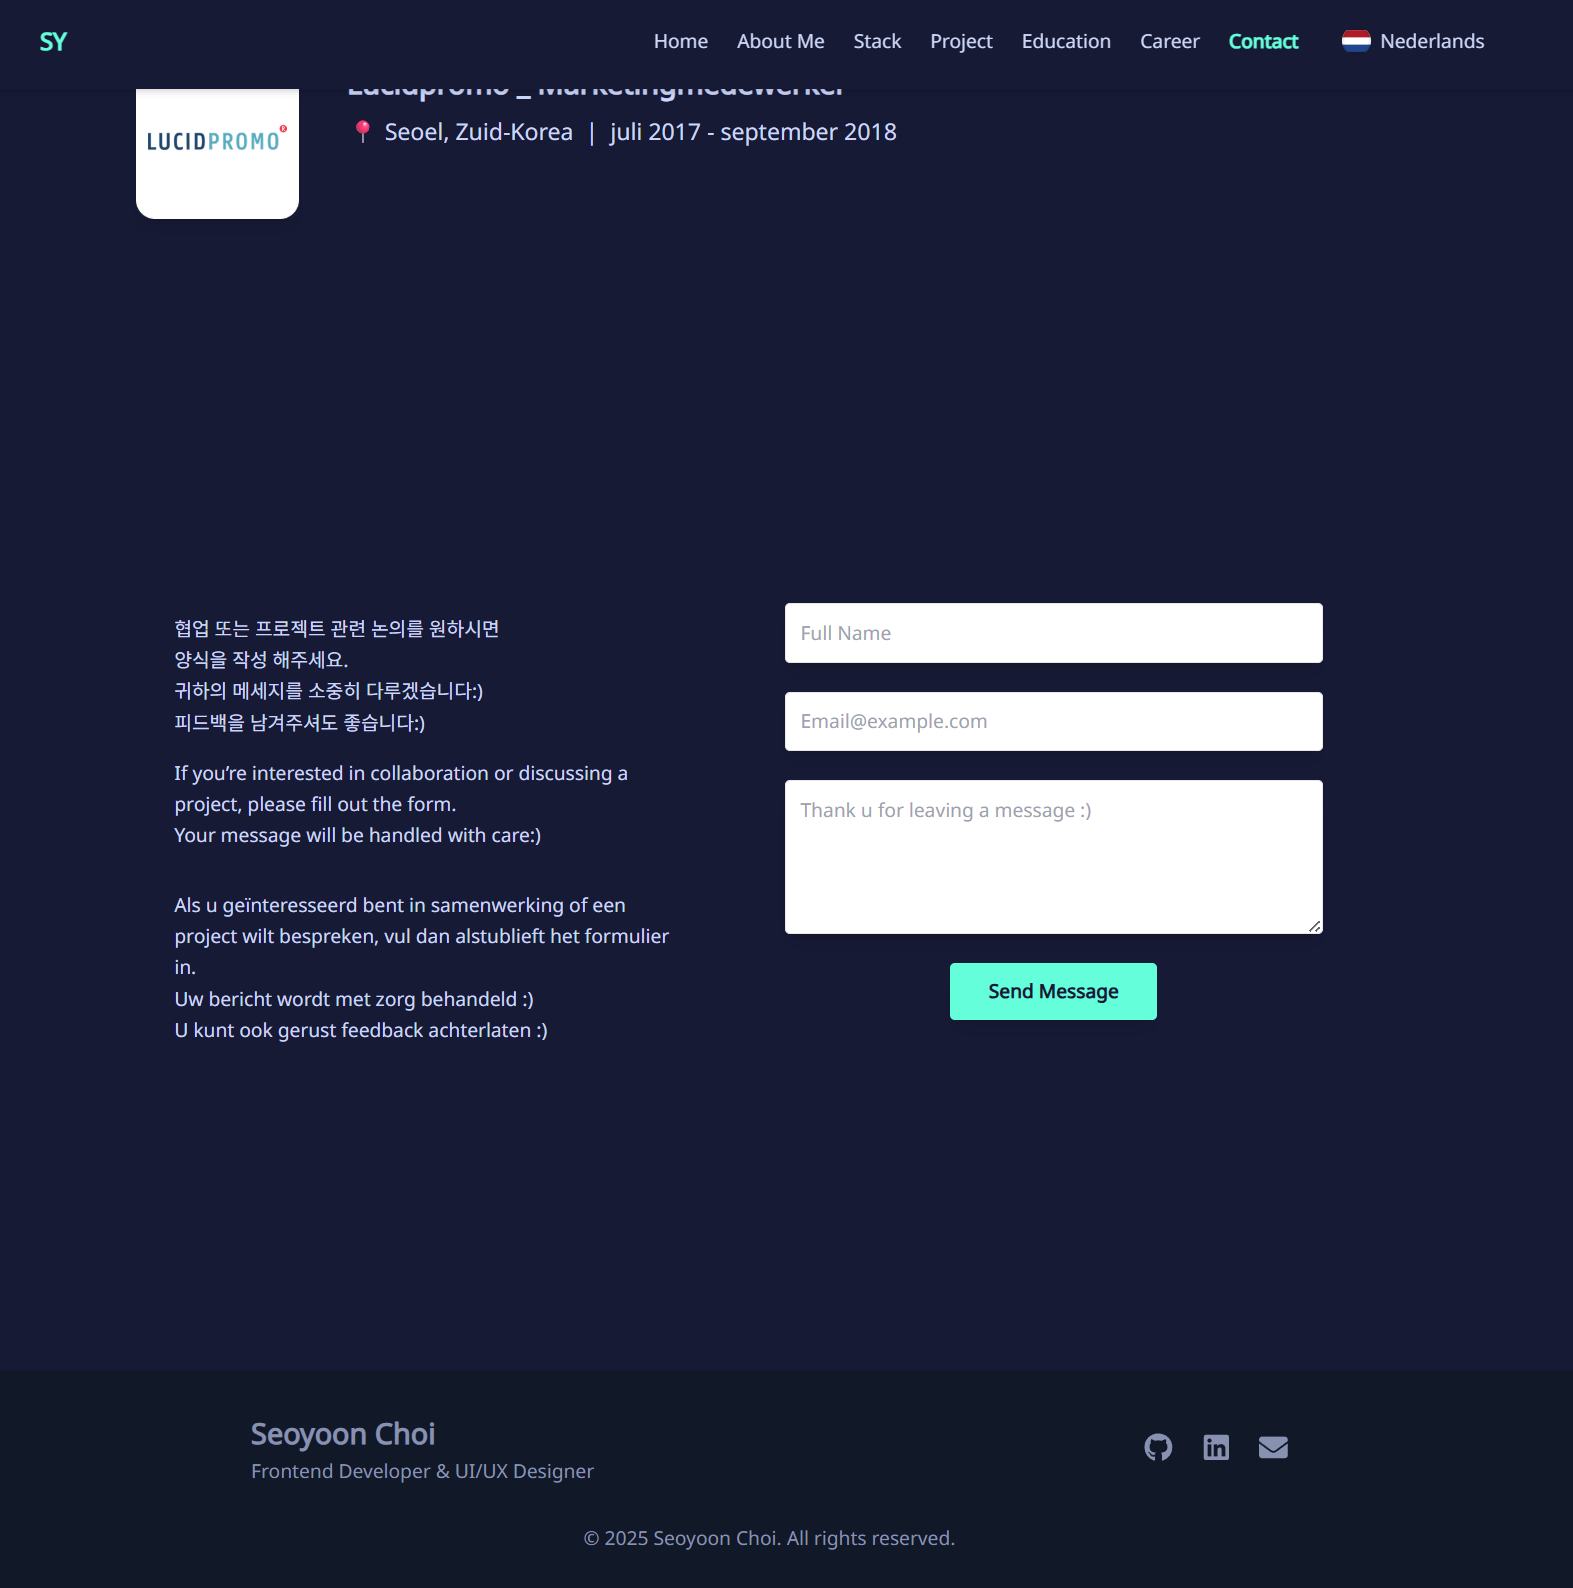 SY
Home
About Me
Stack
Project
Education
Career
Contact
Nederlands
Lucidpromo _ Marketingmedewerker
LUCIDPROMO
Seoel, Zuid-Korea | juli 2017 - september 2018
협업 또는 프로젝트 관련 논의를 원하시면
양식을 작성 해주세요.
귀하의 메세지를 소중히 다루겠습니다:)
피드백을 남겨주셔도 좋습니다:)
If you’re interested in collaboration or discussing a
project, please fill out the form.
Your message will be handled with care:)
Als u geïnteresseerd bent in samenwerking of een
project wilt bespreken, vul dan alstublieft het formulier
in.
Uw bericht wordt met zorg behandeld :)
U kunt ook gerust feedback achterlaten :)
Full Name
Email@example.com
Thank u for leaving a message :)
Send Message
Seoyoon Choi
Frontend Developer & UI/UX Designer
© 2025 Seoyoon Choi. All rights reserved.